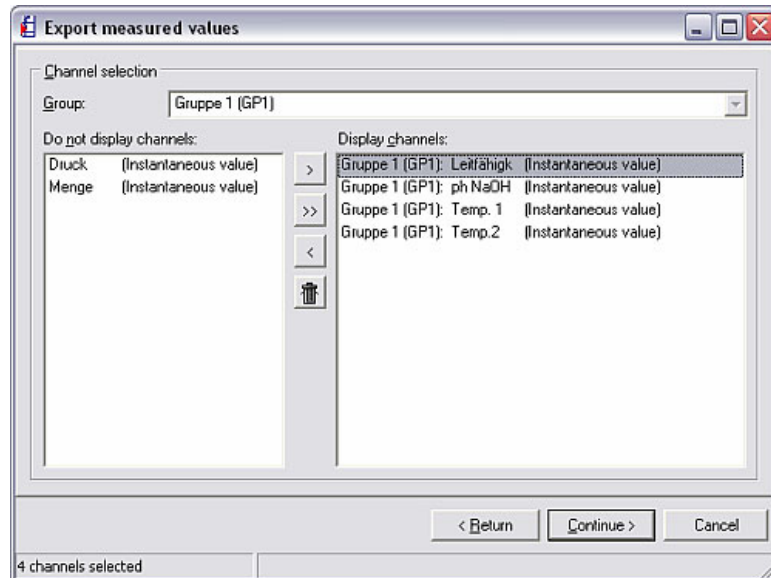 Export measured values
Channel selection
Group: Gruppe 1 (GP1)
Do not display channels:
Druck (Instantaneous value)
Menge (Instantaneous value)
>
>>
<
Display channels:
Gruppe 1 (GP1): Leitfähigk (Instantaneous value)
Gruppe 1 (GP1): ph NaOH (Instantaneous value)
Gruppe 1 (GP1): Temp. 1 (Instantaneous value)
Gruppe 1 (GP1): Temp.2 (Instantaneous value)
< Return
Continue >
Cancel
4 channels selected